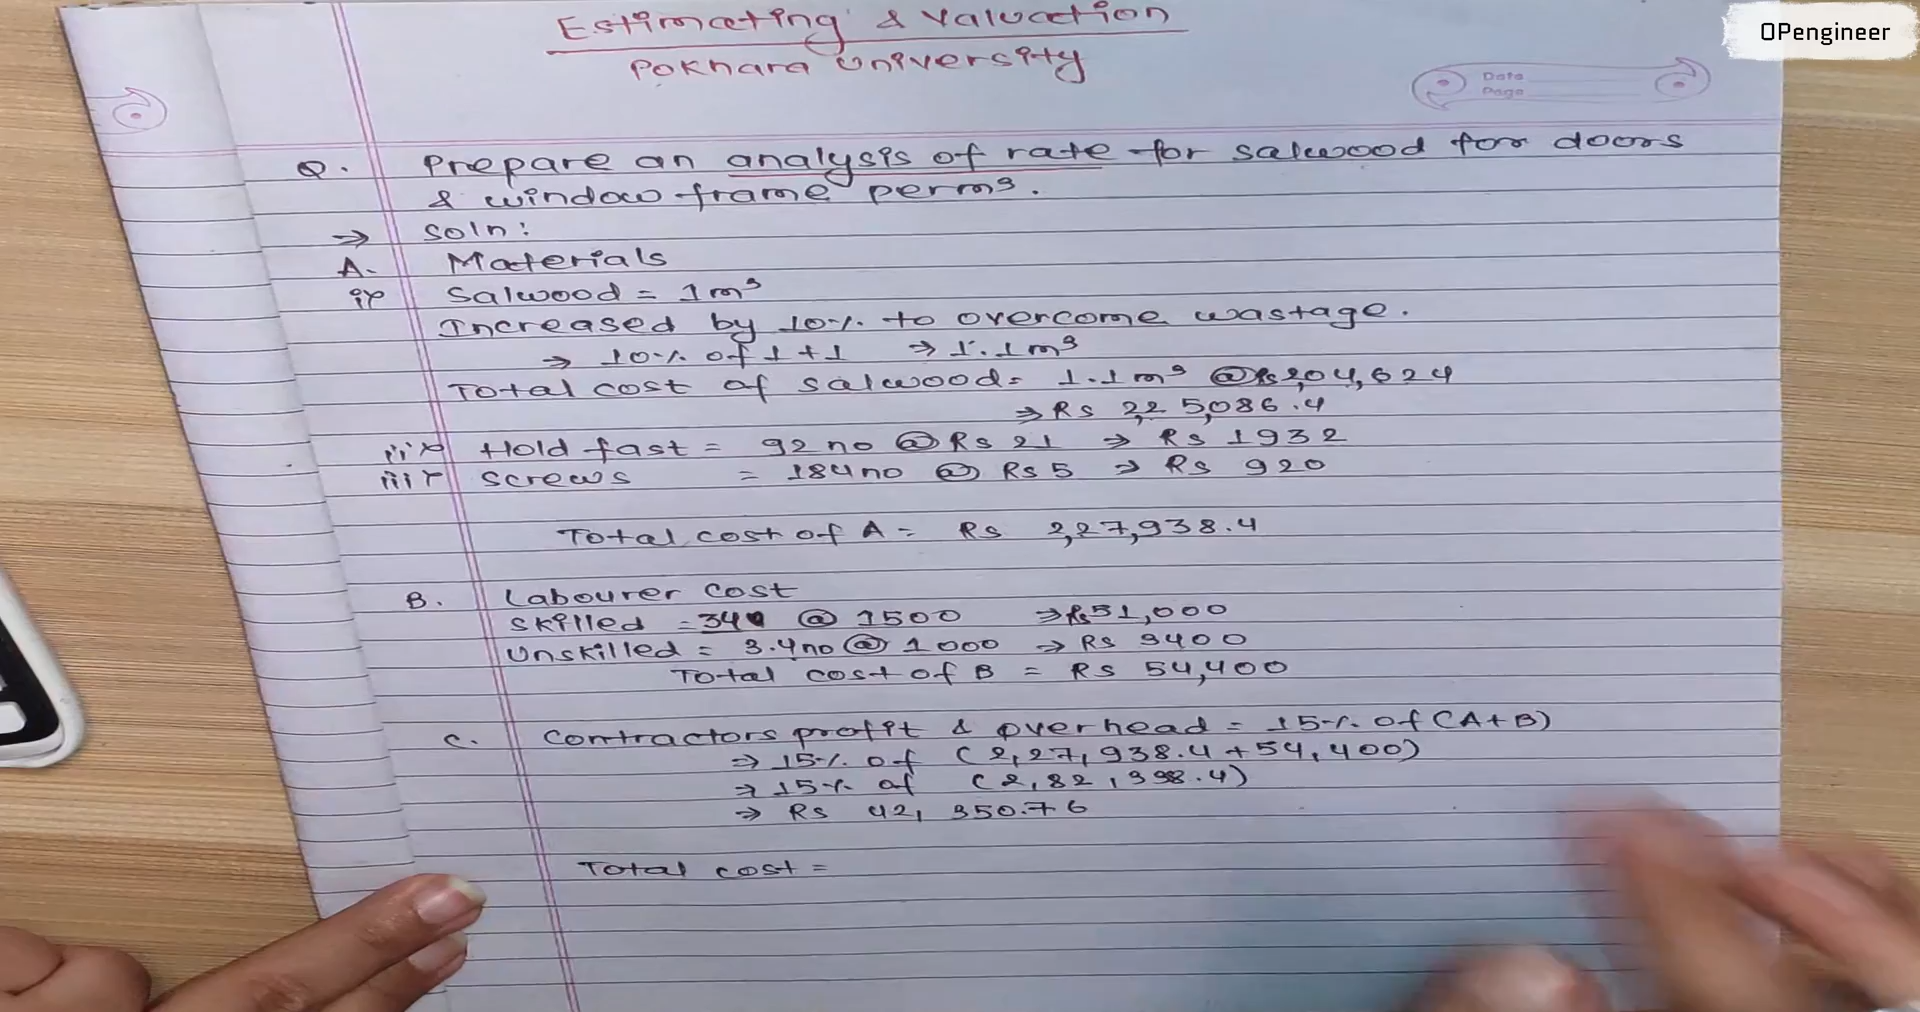 OPengineer
Estimating & Valuation
Pokhara University
Data
Page
Q. Prepare an analysis of rate for salwood for doors
& window frame per m³.
⇒ Soln:
A. Materials
i) Salwood = 1m³
Increased by 10% to overcome wastage.
⇒ 10% of 1 + 1 ⇒ 1.1m³
Total cost of salwood = 1.1m³ @ Rs 2,04,624
⇒ Rs 2,25,086.4
ii) Hold fast = 92 no @ Rs 21 ⇒ Rs 1932
iii) Screws = 184 no @ Rs 5 ⇒ Rs 920
Total cost of A = Rs 2,27,938.4
B. Labourer cost
Skilled = 34 @ 1500 ⇒ Rs 51,000
Unskilled = 3.4 no @ 1000 ⇒ Rs 3400
Total cost of B = Rs 54,400
C. Contractors profit & overhead = 15% of (A+B)
⇒ 15% of (2,27,938.4 + 54,400)
⇒ 15% of (2,82,338.4)
⇒ Rs 42,350.76
Total cost =